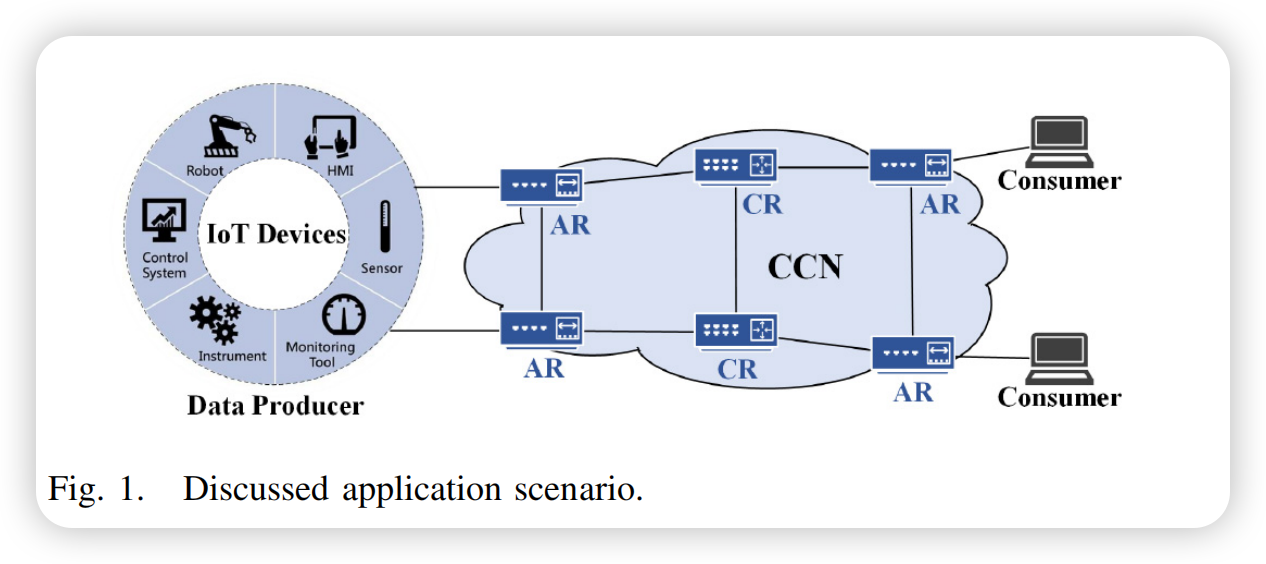 Robot
HMI
IoT Devices
Control
System
Sensor
Instrument
Monitoring
Tool
Data Producer
AR
CR
AR
CCN
AR
CR
AR
Consumer
Consumer
Fig. 1. Discussed application scenario.